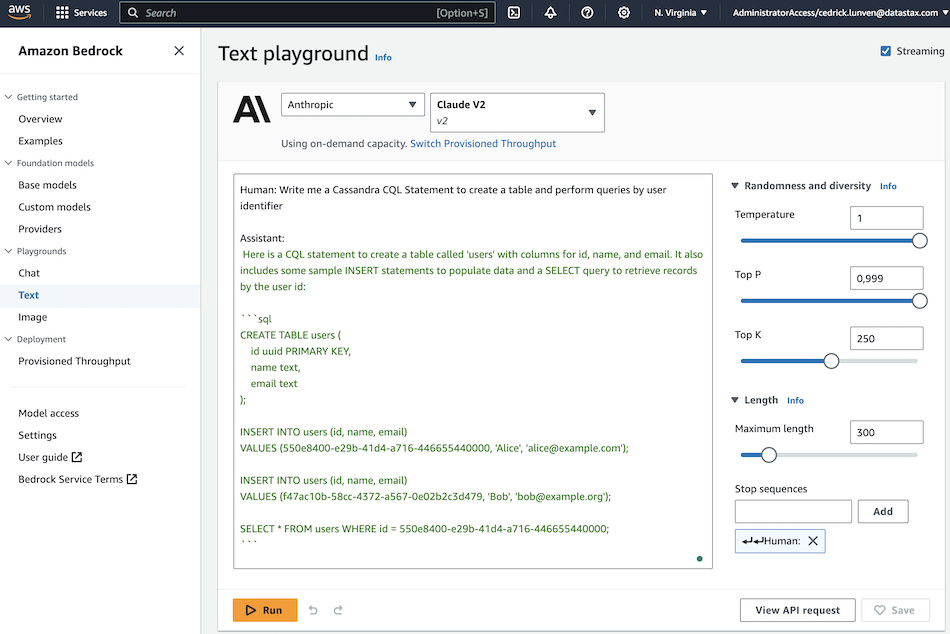 aws
Services
Search
[Option+S]
N. Virginia
AdministratorAccess/cedrick.lunven@datastax.com
Amazon Bedrock
Getting started
Overview
Examples
Foundation models
Base models
Custom models
Providers
Playgrounds
Chat
Text
Image
Deployment
Provisioned Throughput
Model access
Settings
User guide
Bedrock Service Terms
Text playground Info
Streaming
A\
Anthropic
Claude V2
v2
Using on-demand capacity. Switch Provisioned Throughput
Human: Write me a Cassandra CQL Statement to create a table and perform queries by user
identifier
Assistant:
Here is a CQL statement to create a table called 'users' with columns for id, name, and email. It also
includes some sample INSERT statements to populate data and a SELECT query to retrieve records
by the user id:
```sql
CREATE TABLE users (
id uuid PRIMARY KEY,
name text,
email text
);
INSERT INTO users (id, name, email)
VALUES (550e8400-e29b-41d4-a716-446655440000, 'Alice', 'alice@example.com');
INSERT INTO users (id, name, email)
VALUES (f47ac10b-58cc-4372-a567-0e02b2c3d479, 'Bob', 'bob@example.org');
SELECT * FROM users WHERE id = 550e8400-e29b-41d4-a716-446655440000;
```
Randomness and diversity Info
Temperature
1
Top P
0,999
Top K
250
Length Info
Maximum length
300
Stop sequences
Add
↵↵Human:
Run
View API request
Save